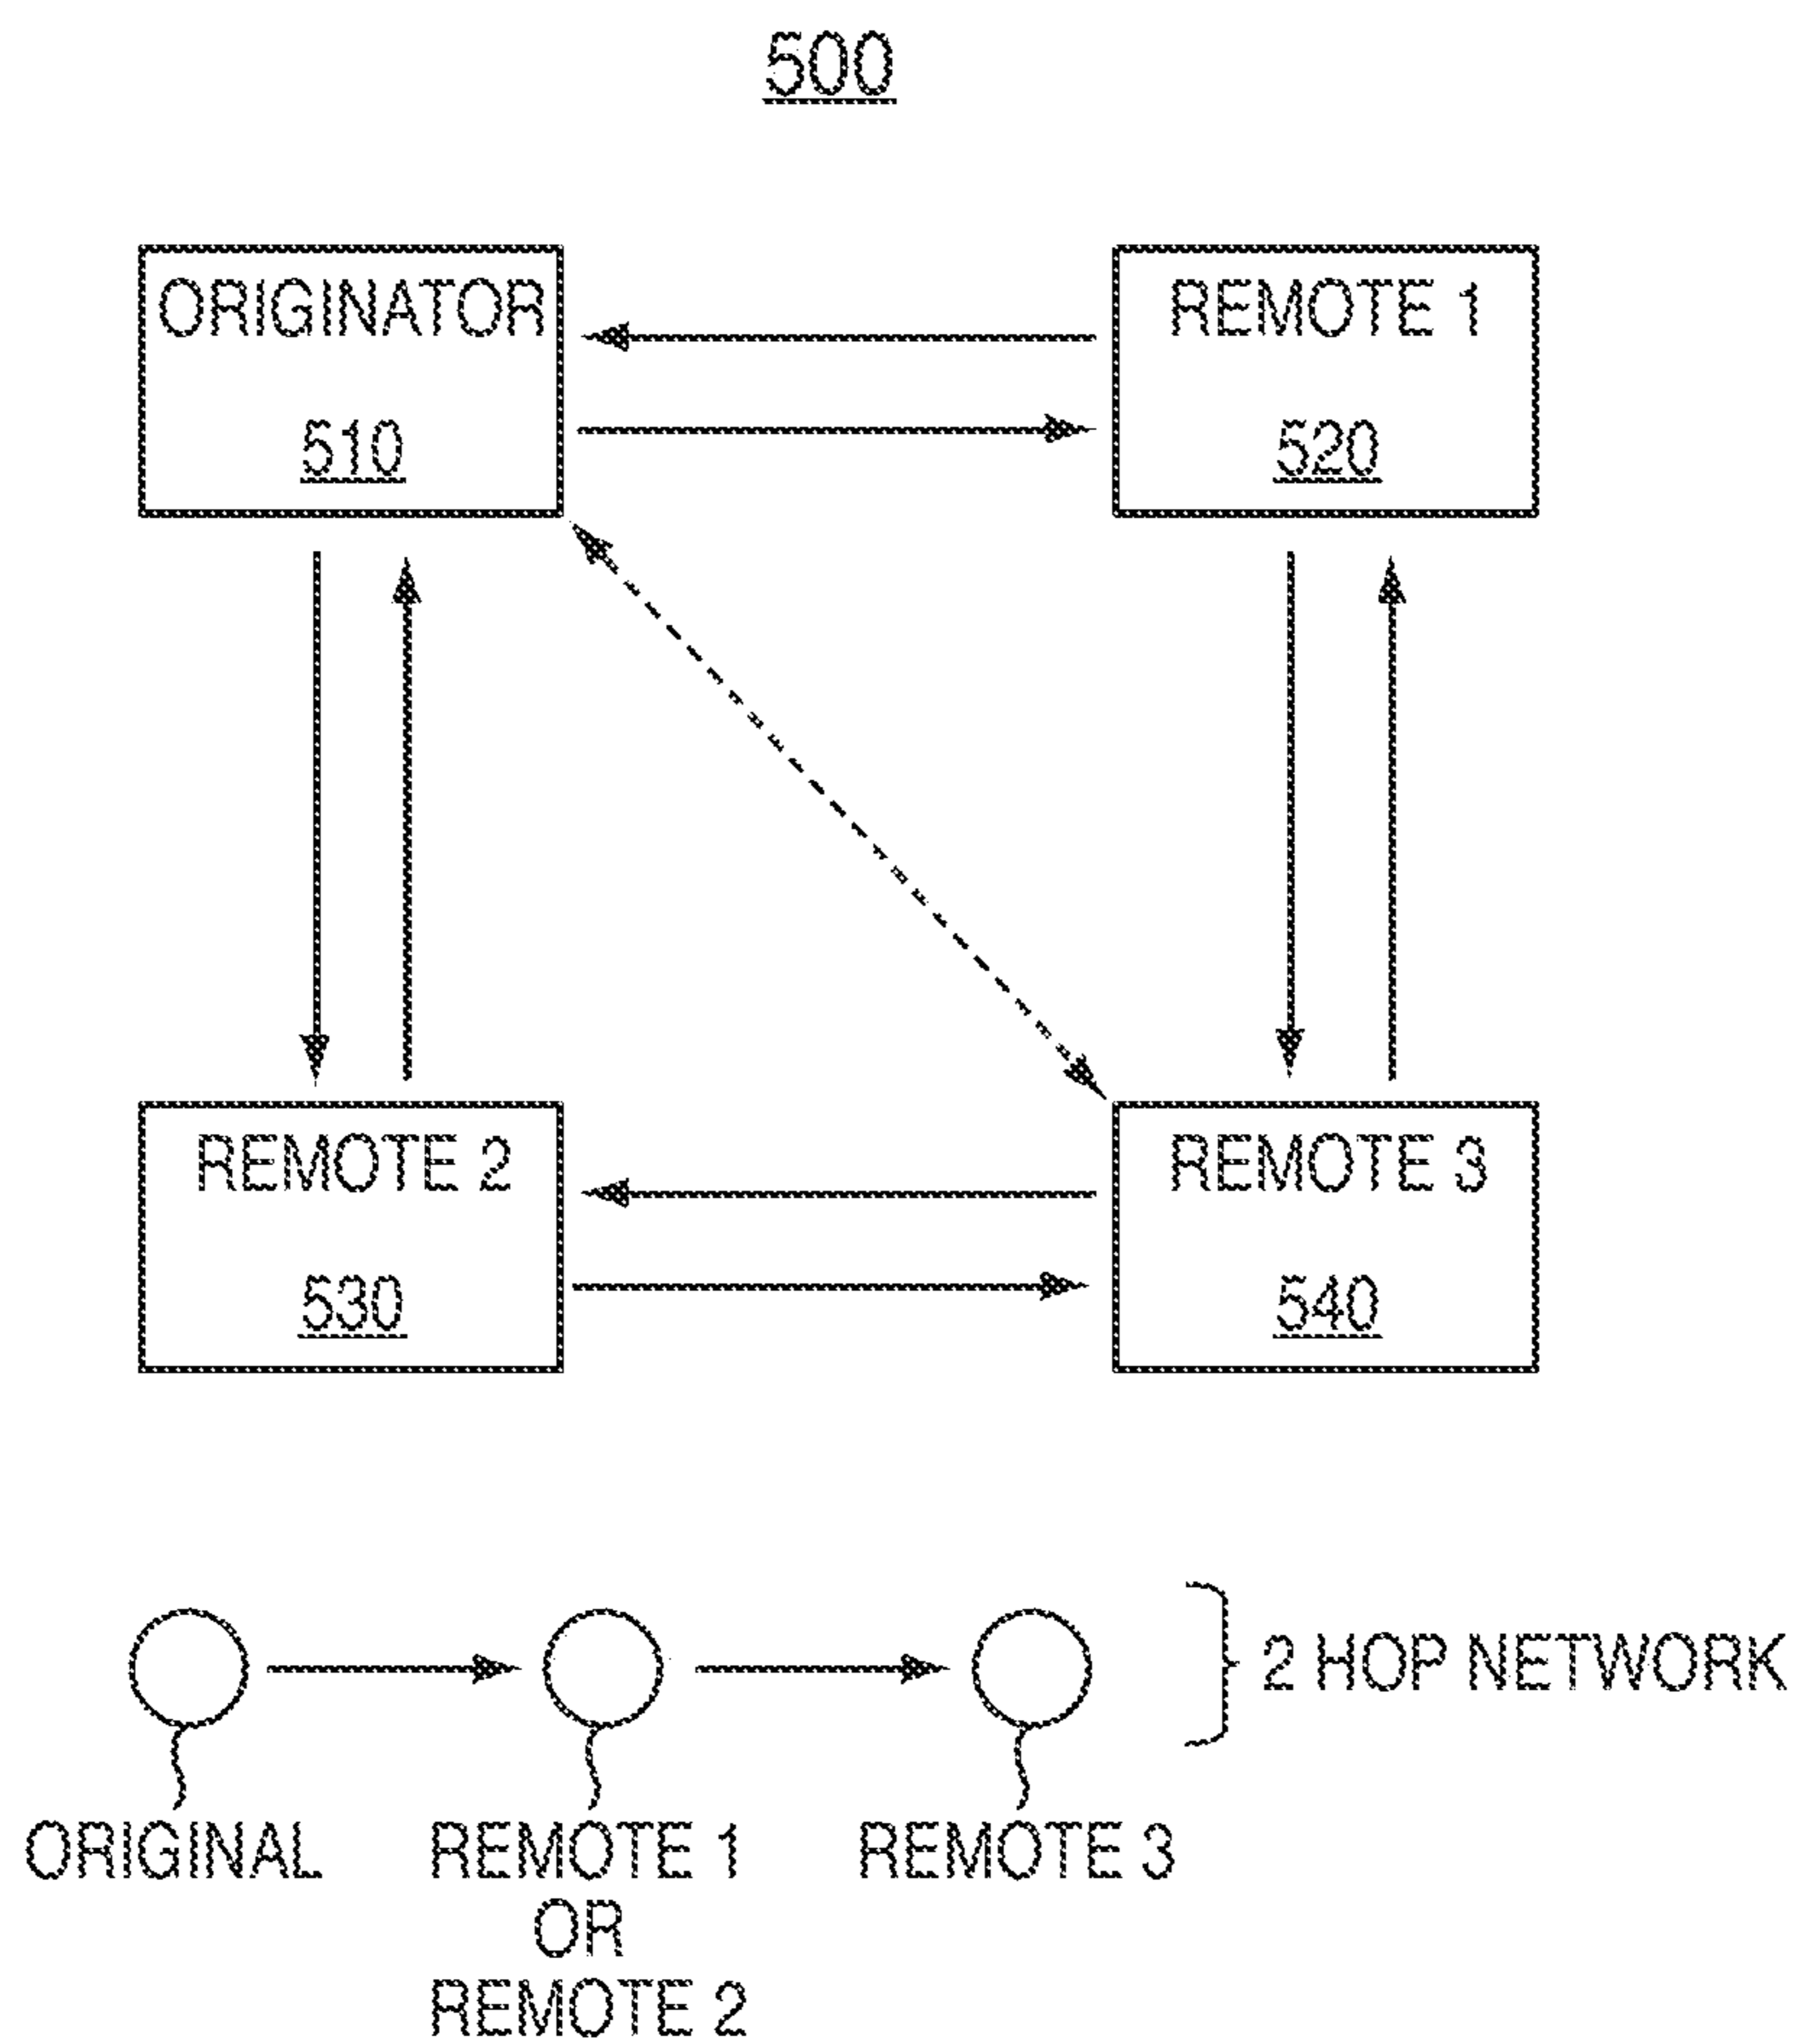 500
ORIGINATOR
510
REMOTE 1
520
REMOTE 2
530
REMOTE 3
540
2 HOP NETWORK
ORIGINAL
REMOTE 1
OR
REMOTE 2
REMOTE 3